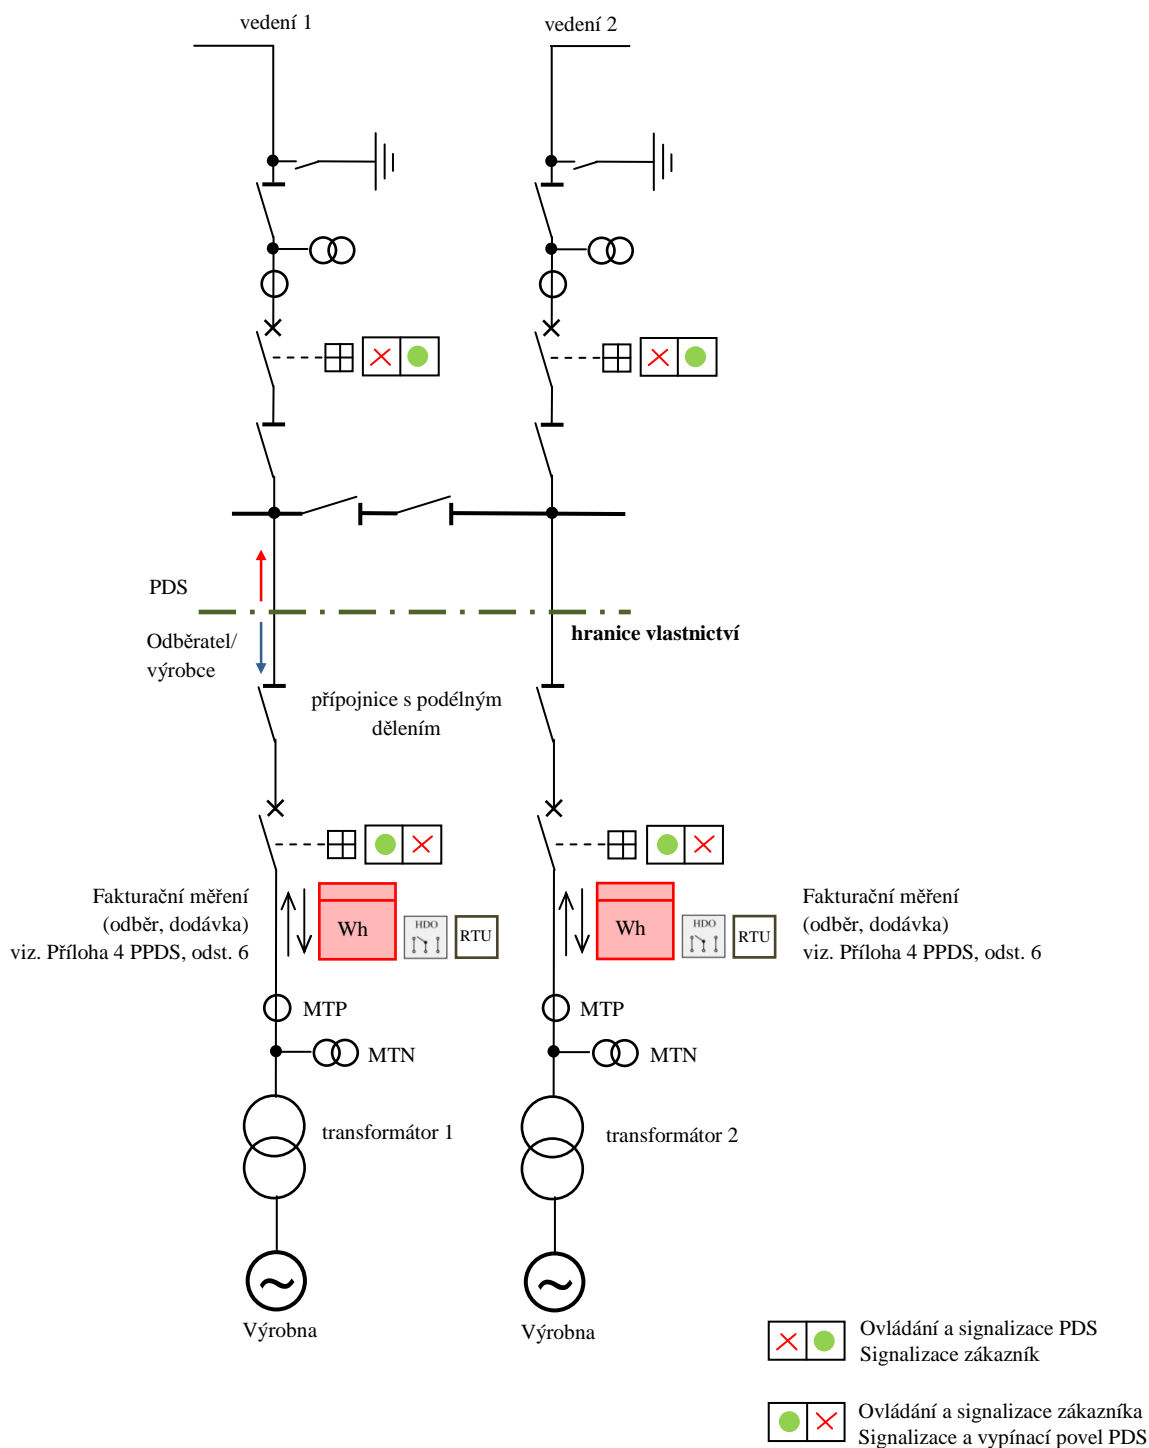 vedení 1
vedení 2
PDS
Odběratel/
výrobce
hranice vlastnictví
přípojnice s podélným
dělením
Fakturační měření
(odběr, dodávka)
viz. Příloha 4 PPDS, odst. 6
Wh
HDO
RTU
Wh
HDO
RTU
Fakturační měření
(odběr, dodávka)
viz. Příloha 4 PPDS, odst. 6
MTP
MTP
MTN
MTN
transformátor 1
transformátor 2
Výrobna
Výrobna
Ovládání a signalizace PDS
Signalizace zákazník
Ovládání a signalizace zákazníka
Signalizace a vypínací povel PDS